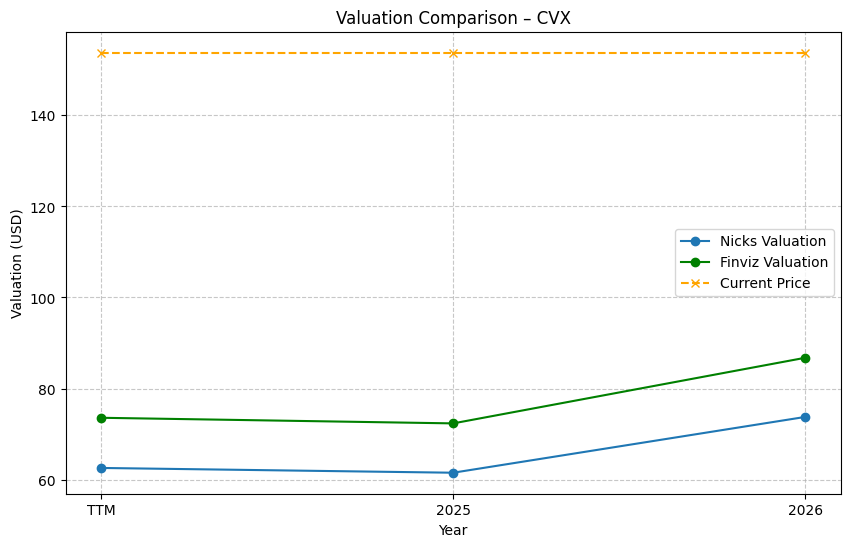 Valuation Comparison – CVX
Valuation (USD)
140
120
100
80
60
Nicks Valuation
Finviz Valuation
Current Price
TTM
2025
2026
Year